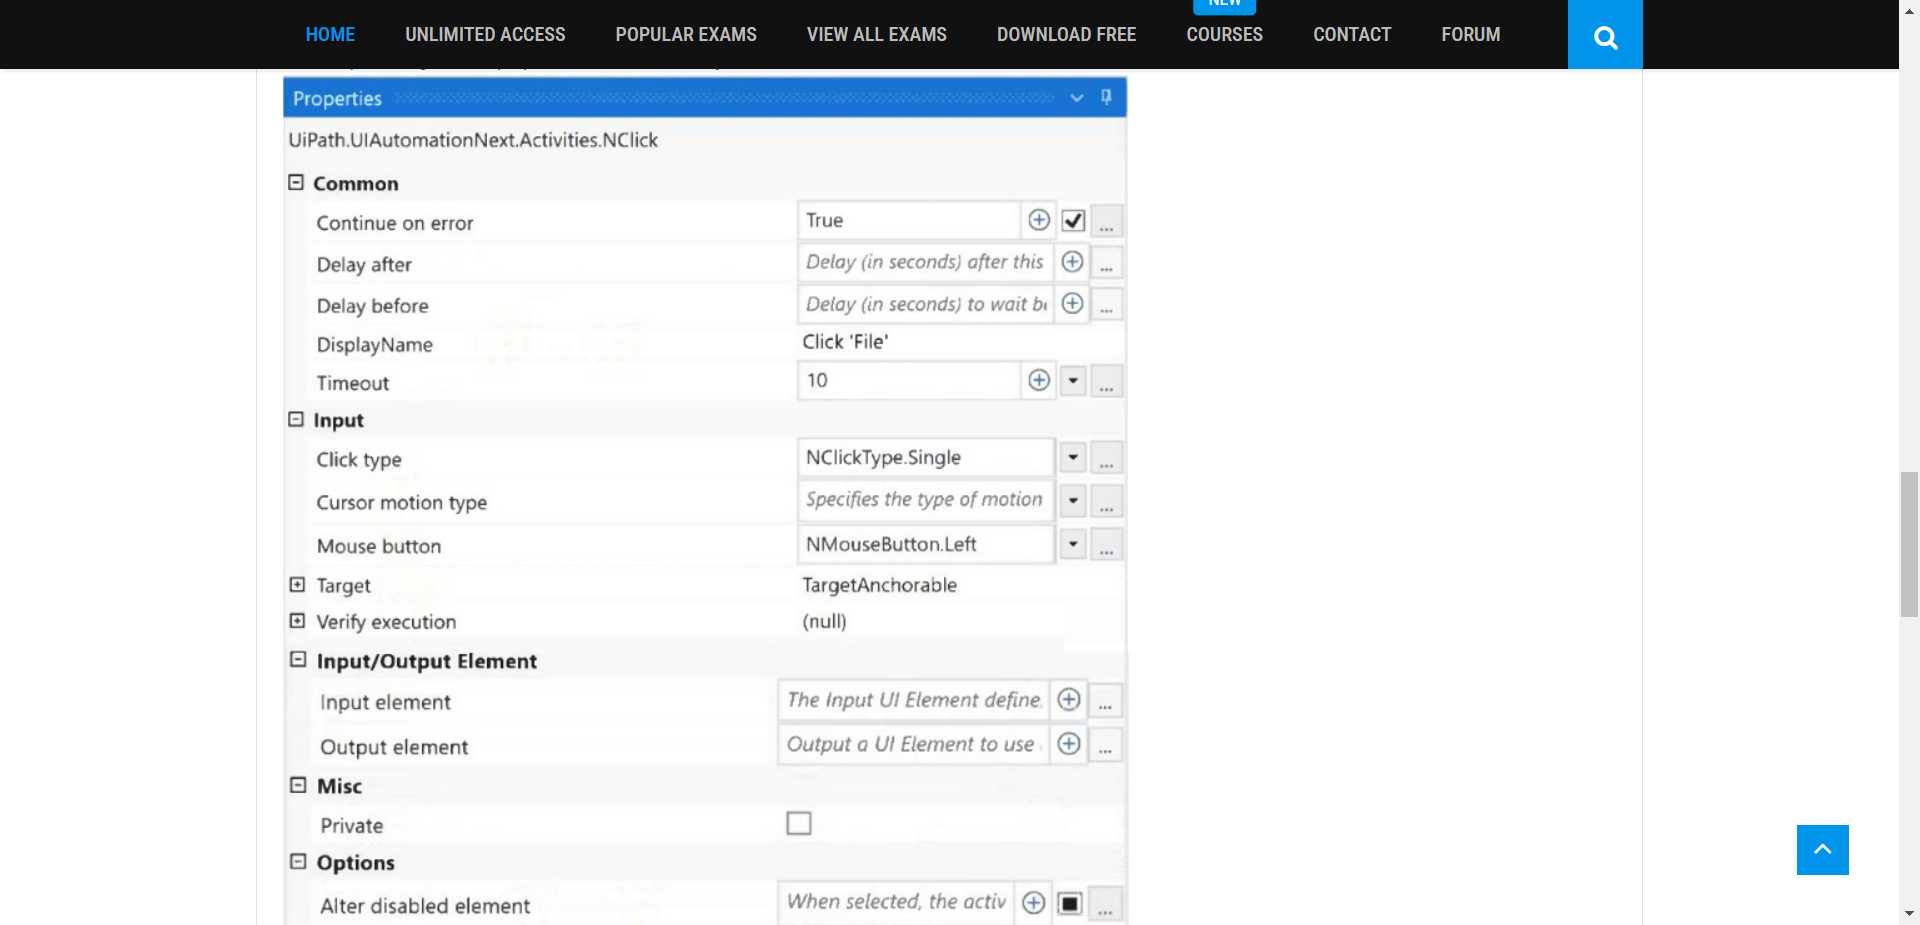 NEW
HOME UNLIMITED ACCESS POPULAR EXAMS VIEW ALL EXAMS DOWNLOAD FREE COURSES CONTACT FORUM
Properties
UiPath.UIAutomationNext.Activities.NClick
Common
Continue on error True ...
Delay after Delay (in seconds) after this ...
Delay before Delay (in seconds) to wait be ...
DisplayName Click 'File'
Timeout 10 ...
Input
Click type NClickType.Single ...
Cursor motion type Specifies the type of motion ...
Mouse button NMouseButton.Left ...
Target TargetAnchorable
Verify execution (null)
Input/Output Element
Input element The Input UI Element define ...
Output element Output a UI Element to use ...
Misc
Private
Options
Alter disabled element When selected, the activ ...